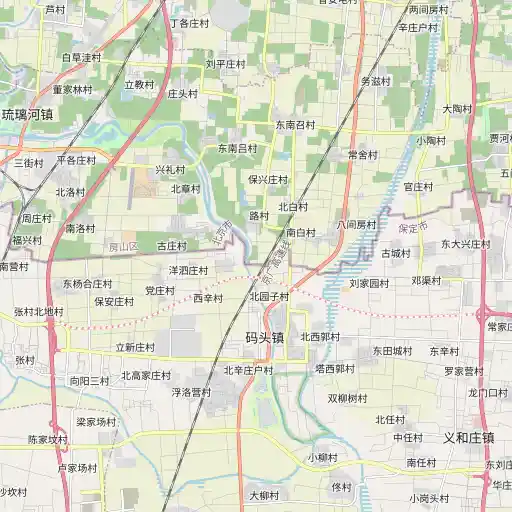 芦村
丁各庄村
两间房村
辛庄户村
白草洼村
刘平庄村
务滋村
董家林村
立教村
庄头村
琉璃河镇
大陶村
东南召村
小陶村
贾河村
东南吕村
常舍村
三街村
平各庄村
兴礼村
保兴庄村
官庄村
北洛村
北章村
北白村
周庄村
路村
八间房村
南洛村
南白村
北京市
保定市
福兴村
房山区
古庄村
古城村
东大兴庄村
南营村
洋泗庄村
京广高速线
东杨合庄村
党庄村
刘家园村
邓渠村
保安庄村
西辛村
北园子村
张村北地村
码头镇
北西郭村
立新庄村
东田城村
东辛村
张村
向阳三村
北高家庄村
北辛庄户村
塔西郭村
罗家营村
浮洛营村
双柳树村
龙门口村
梁家场村
北任村
陈家坟村
中任村
义和庄镇
卢家场村
小柳村
南任村
大柳村
佟村
小岗头村